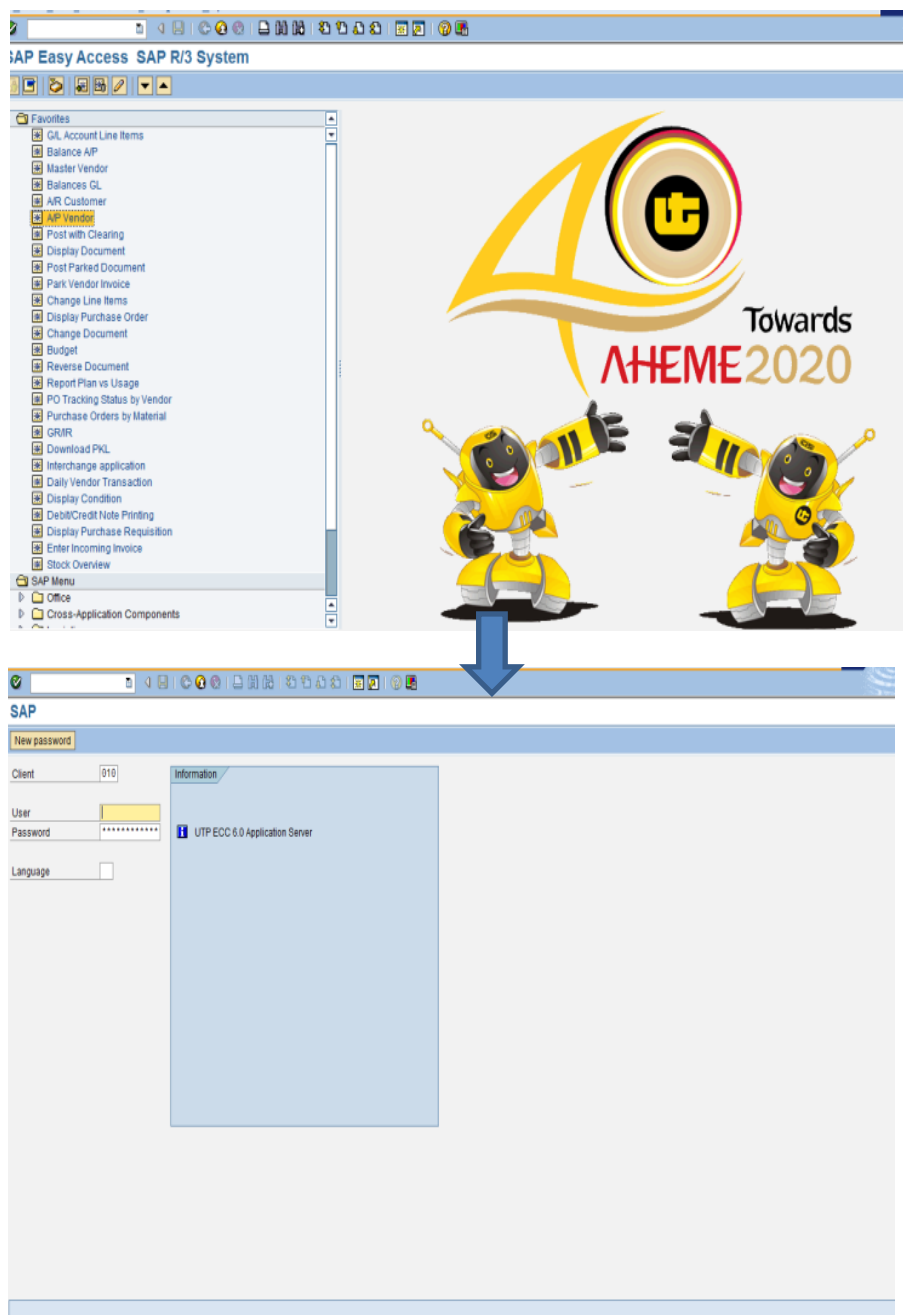 SAP Easy Access SAP R/3 System
Favorites
G/L Account Line Items
Balance A/P
Master Vendor
Balances GL
A/R Customer
A/P Vendor
Post with Clearing
Display Document
Post Parked Document
Park Vendor Invoice
Change Line Items
Display Purchase Order
Change Document
Budget
Reverse Document
Report Plan vs Usage
PO Tracking Status by Vendor
Purchase Orders by Material
GR/IR
Download PKL
Interchange application
Daily Vendor Transaction
Display Condition
Debit/Credit Note Printing
Display Purchase Requisition
Enter Incoming Invoice
Stock Overview
SAP Menu
Office
Cross-Application Components
40
ut
Towards
AHEME2020
ut
SAP
New password
Client 010
Information
User
Password ************
UTP ECC 6.0 Application Server
Language